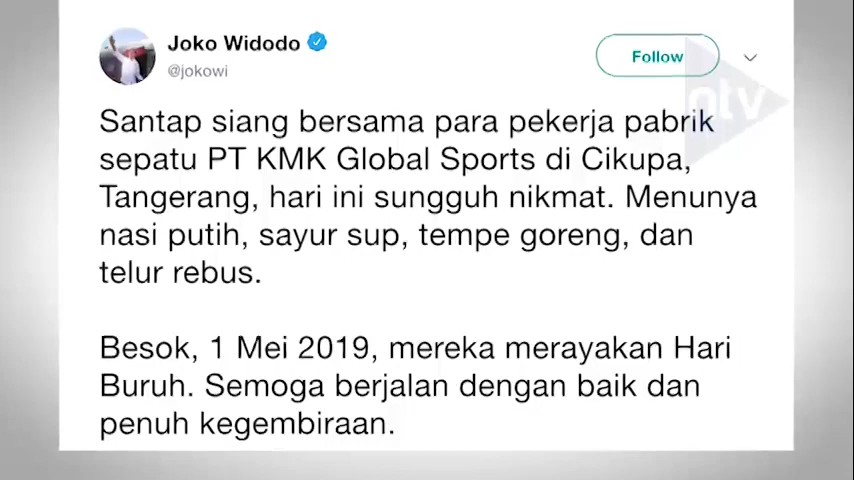 Joko Widodo
@jokowi
Follow
ntv
Santap siang bersama para pekerja pabrik
sepatu PT KMK Global Sports di Cikupa,
Tangerang, hari ini sungguh nikmat. Menunya
nasi putih, sayur sup, tempe goreng, dan
telur rebus.
Besok, 1 Mei 2019, mereka merayakan Hari
Buruh. Semoga berjalan dengan baik dan
penuh kegembiraan.